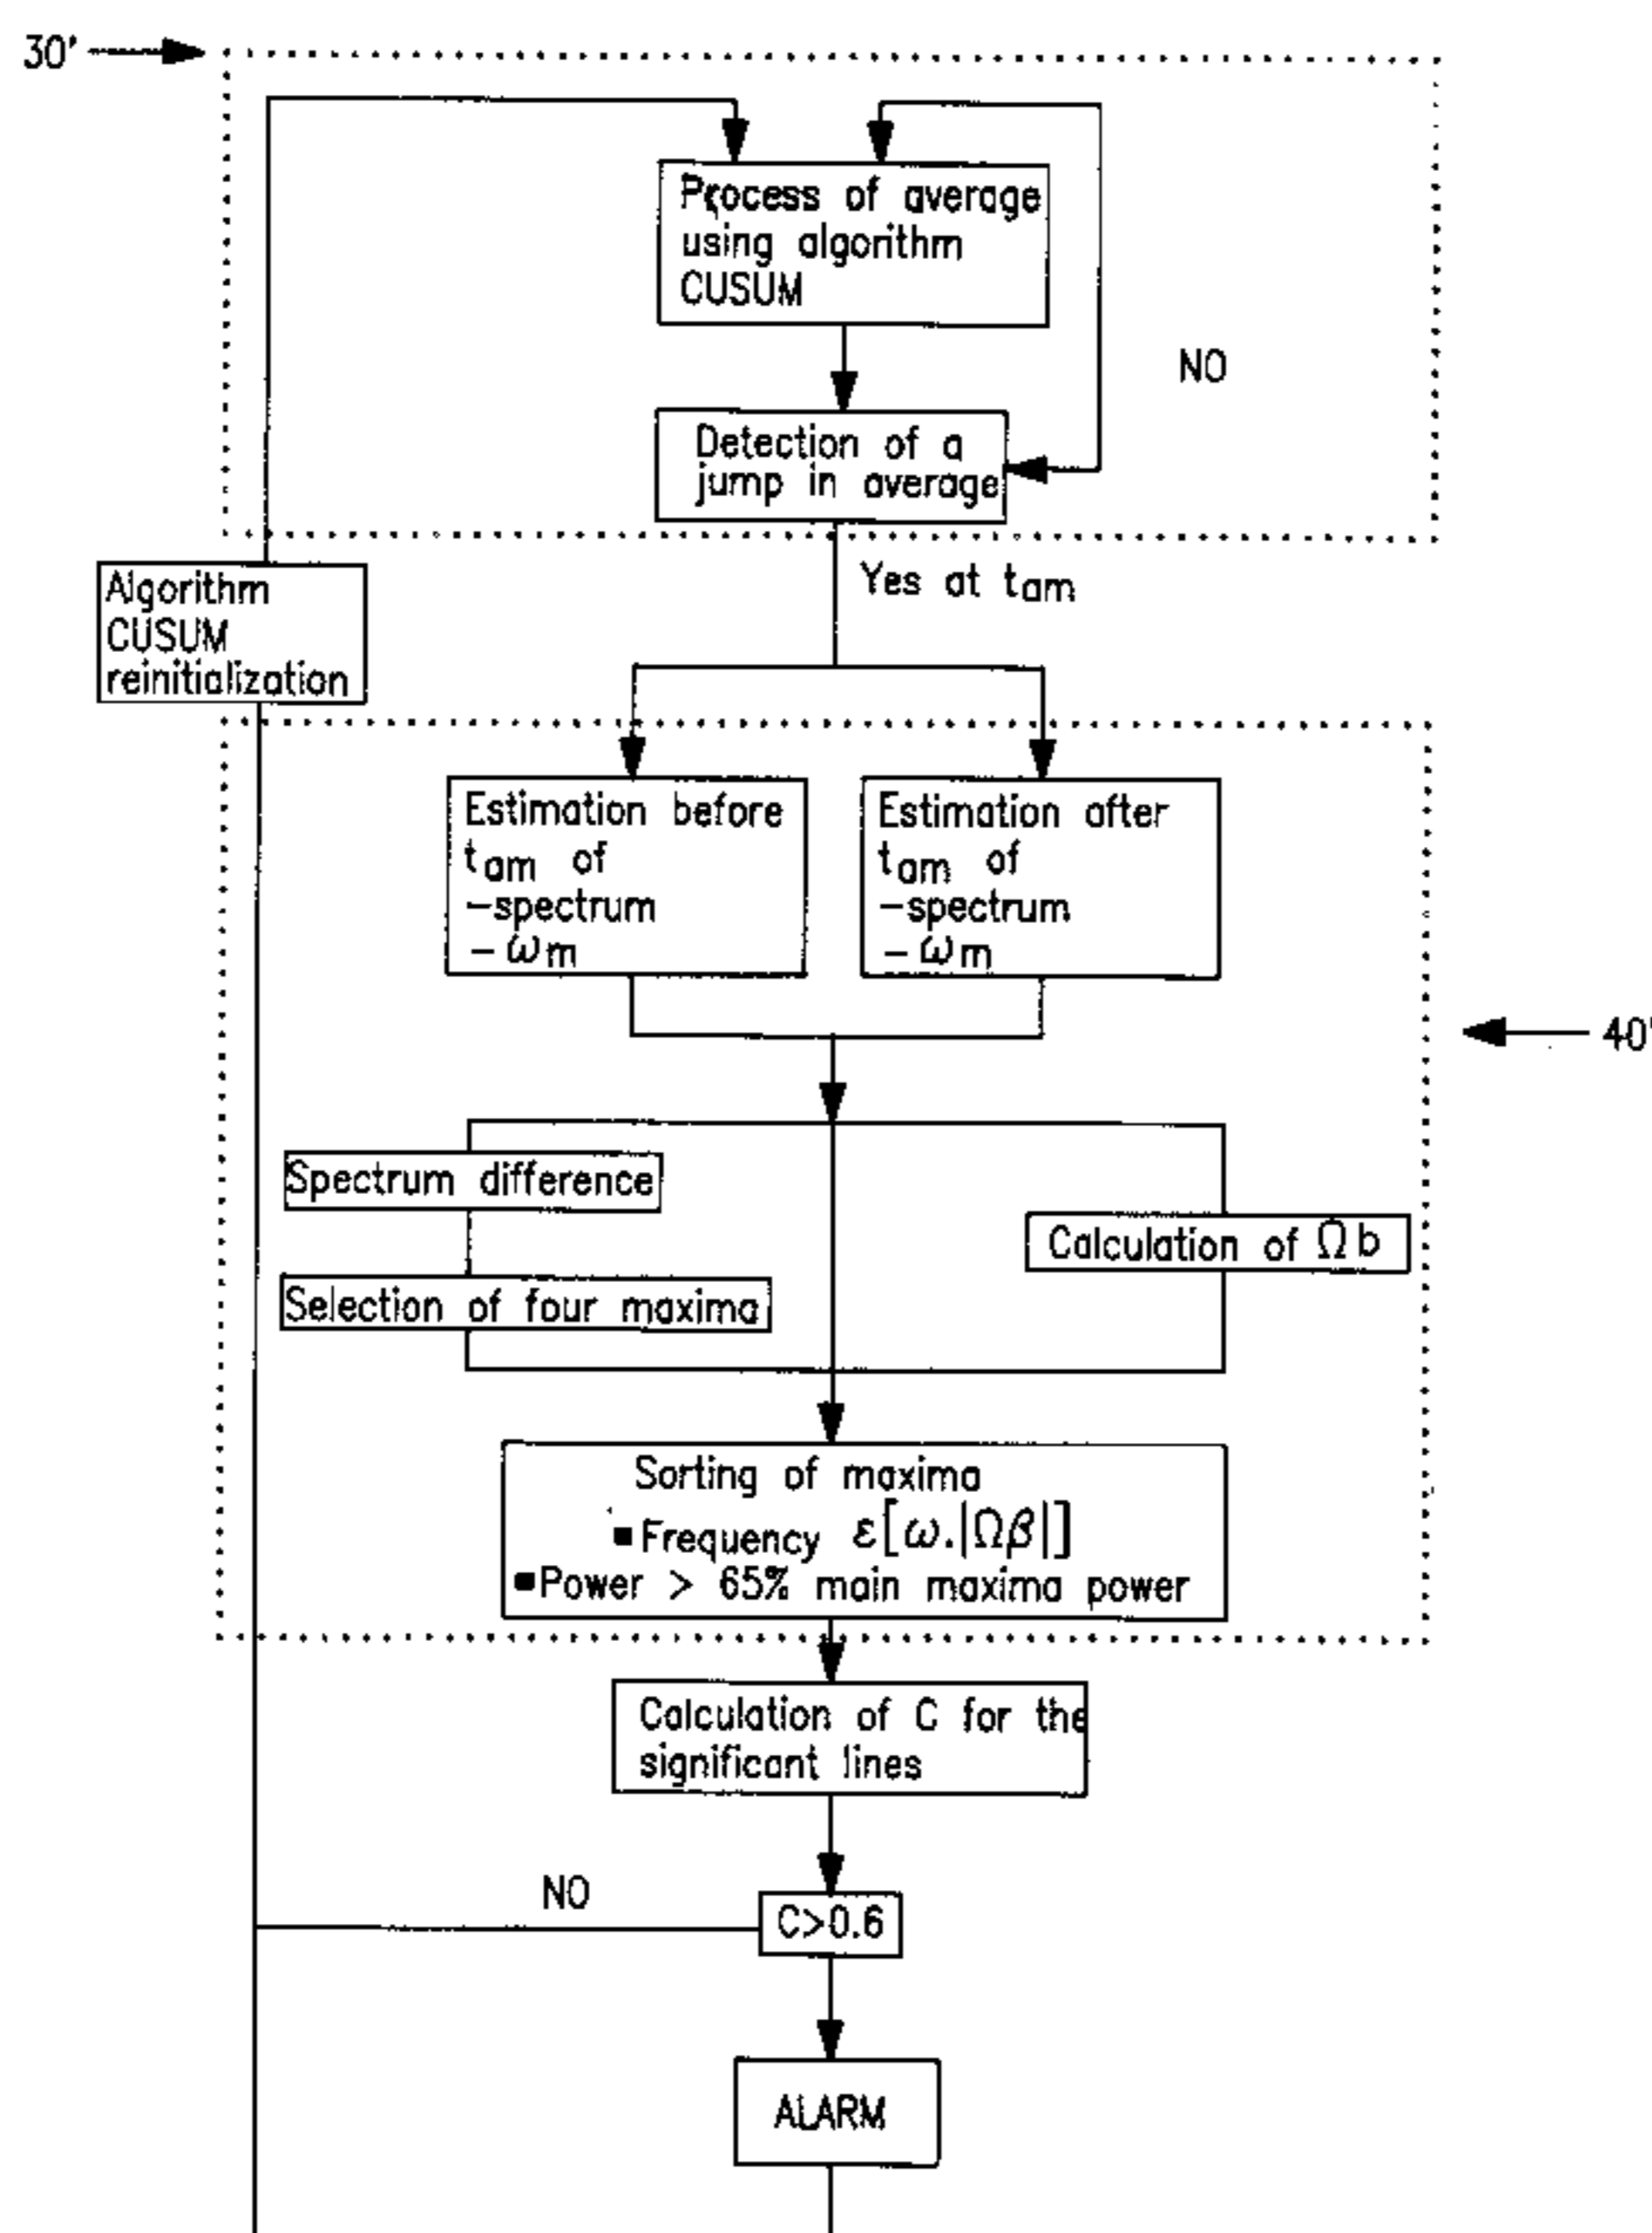 30'
Process of average
using algorithm
CUSUM
NO
Detection of a
jump in average
Yes at tam
Algorithm
CUSUM
reinitialization
Estimation before
tam of
-spectrum
- ωm
Estimation after
tam of
-spectrum
- ωm
40'
Spectrum difference
Calculation of Ωb
Selection of four maxima
Sorting of maxima
▪Frequency ε[ω.|Ωβ|]
▪Power > 65% main maxima power
Calculation of C for the
significant lines
NO
C>0.6
ALARM